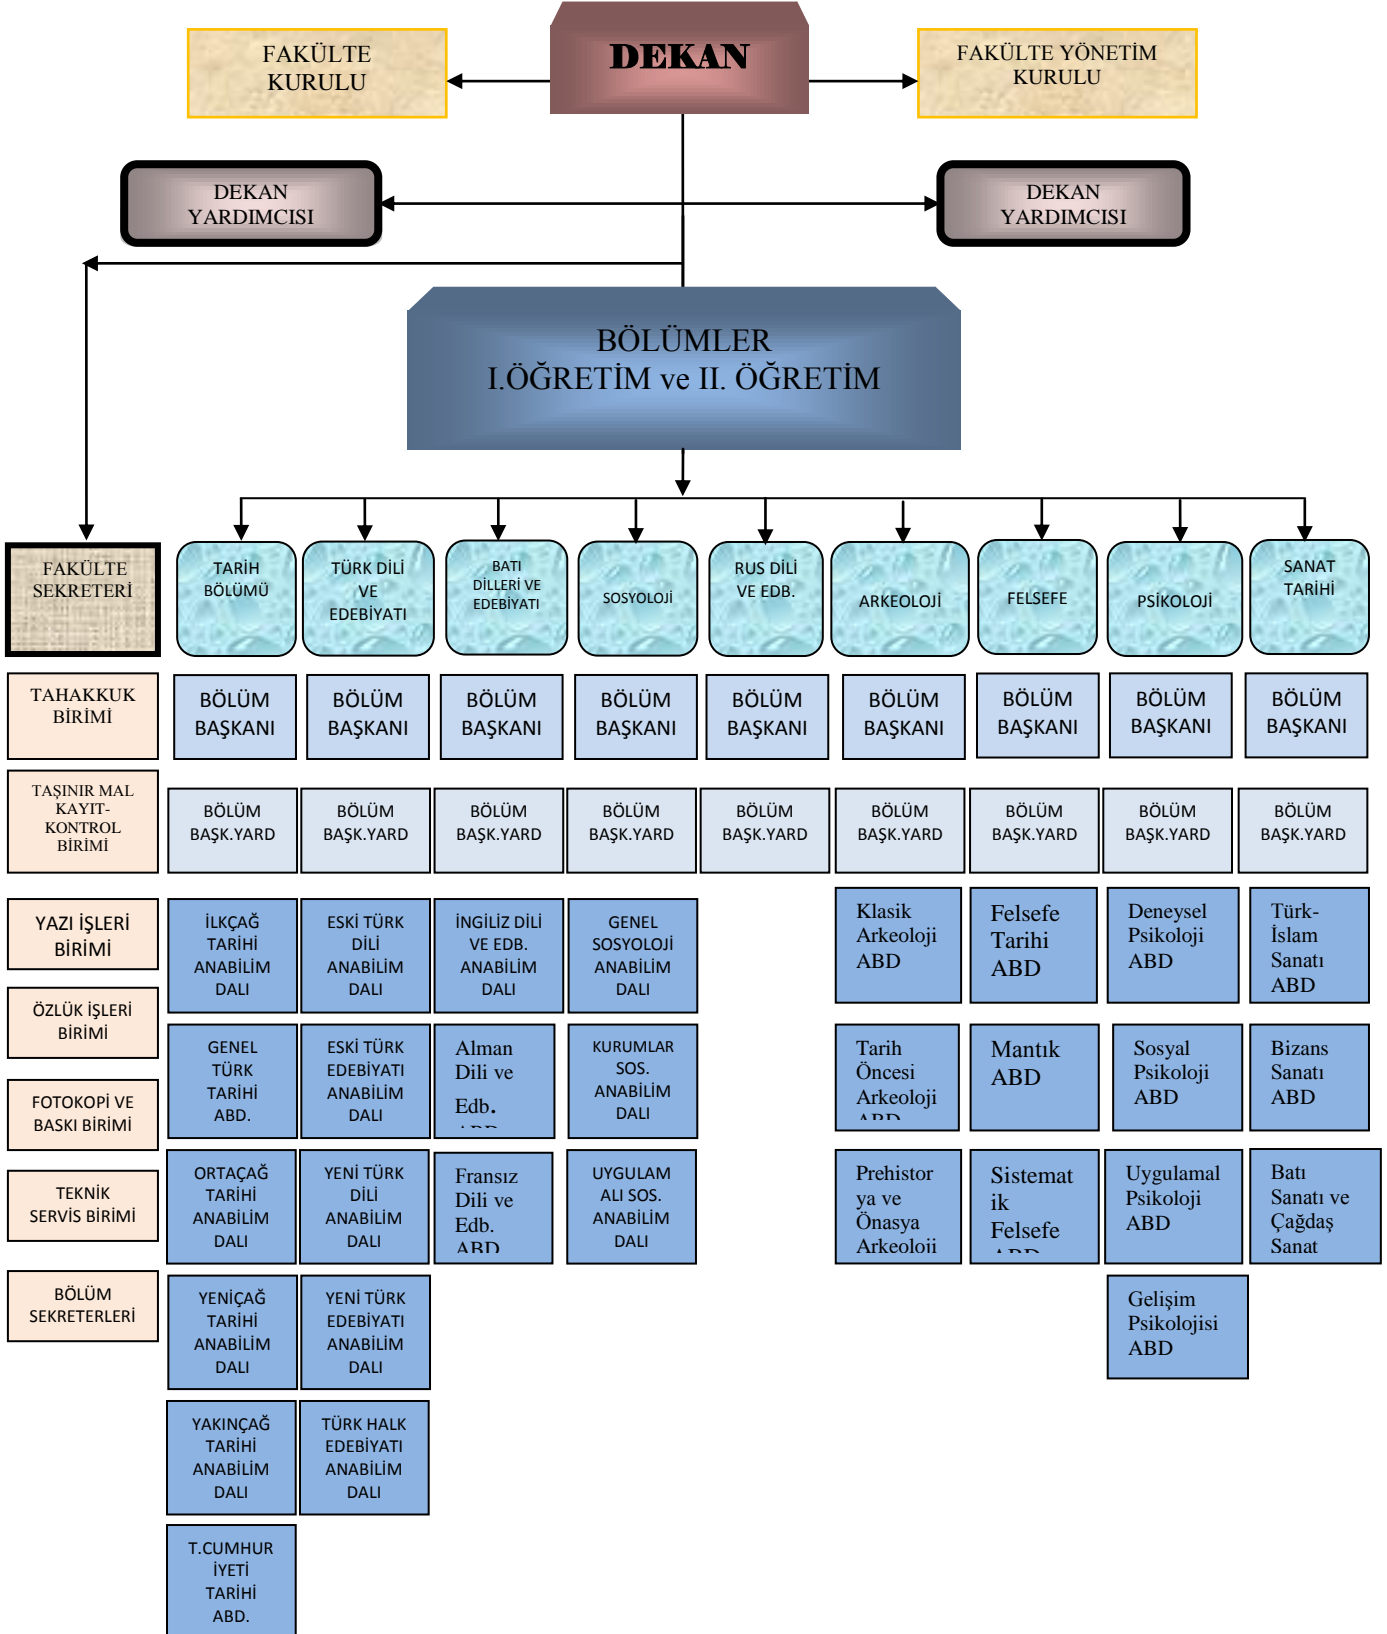 DEKAN
FAKÜLTE
KURULU
FAKÜLTE YÖNETİM
KURULU
DEKAN
YARDIMCISI
DEKAN
YARDIMCISI
BÖLÜMLER
I.ÖĞRETİM ve II. ÖĞRETİM
FAKÜLTE
SEKRETERİ
TARİH
BÖLÜMÜ
TÜRK DİLİ
VE
EDEBİYATI
BATI
DİLLERİ VE
EDEBİYATI
SOSYOLOJİ
RUS DİLİ
VE EDB.
ARKEOLOJİ
FELSEFE
PSİKOLOJİ
SANAT
TARİHİ
TAHAKKUK
BİRİMİ
BÖLÜM
BAŞKANI
BÖLÜM
BAŞKANI
BÖLÜM
BAŞKANI
BÖLÜM
BAŞKANI
BÖLÜM
BAŞKANI
BÖLÜM
BAŞKANI
BÖLÜM
BAŞKANI
BÖLÜM
BAŞKANI
BÖLÜM
BAŞKANI
TAŞINIR MAL
KAYIT-
KONTROL
BİRİMİ
BÖLÜM
BAŞK.YARD
BÖLÜM
BAŞK.YARD
BÖLÜM
BAŞK.YARD
BÖLÜM
BAŞK.YARD
BÖLÜM
BAŞK.YARD
BÖLÜM
BAŞK.YARD
BÖLÜM
BAŞK.YARD
BÖLÜM
BAŞK.YARD
BÖLÜM
BAŞK.YARD
YAZI İŞLERİ
BİRİMİ
İLKÇAĞ
TARİHİ
ANABİLİM
DALI
ESKİ TÜRK
DİLİ
ANABİLİM
DALI
İNGİLİZ DİLİ
VE EDB.
ANABİLİM
DALI
GENEL
SOSYOLOJİ
ANABİLİM
DALI
Klasik
Arkeoloji
ABD
Felsefe
Tarihi
ABD
Deneysel
Psikoloji
ABD
Türk-
İslam
Sanatı
ABD
ÖZLÜK İŞLERİ
BİRİMİ
GENEL
TÜRK
TARİHİ
ABD.
ESKİ TÜRK
EDEBİYATI
ANABİLİM
DALI
Alman
Dili ve
Edb.
ABD
KURUMLAR
SOS.
ANABİLİM
DALI
Tarih
Öncesi
Arkeoloji
ABD
Mantık
ABD
Sosyal
Psikoloji
ABD
Bizans
Sanatı
ABD
FOTOKOPİ VE
BASKI BİRİMİ
TEKNİK
SERVİS BİRİMİ
ORTAÇAĞ
TARİHİ
ANABİLİM
DALI
YENİ TÜRK
DİLİ
ANABİLİM
DALI
Fransız
Dili ve
Edb.
ABD
UYGULAM
ALI SOS.
ANABİLİM
DALI
Prehistor
ya ve
Önasya
Arkeoloji
Sistemat
ik
Felsefe
ABD
Uygulamal
Psikoloji
ABD
Batı
Sanatı ve
Çağdaş
Sanat
BÖLÜM
SEKRETERLERİ
YENİÇAĞ
TARİHİ
ANABİLİM
DALI
YENİ TÜRK
EDEBİYATI
ANABİLİM
DALI
Gelişim
Psikolojisi
ABD
YAKINÇAĞ
TARİHİ
ANABİLİM
DALI
TÜRK HALK
EDEBİYATI
ANABİLİM
DALI
T.CUMHUR
İYETİ
TARİHİ
ABD.